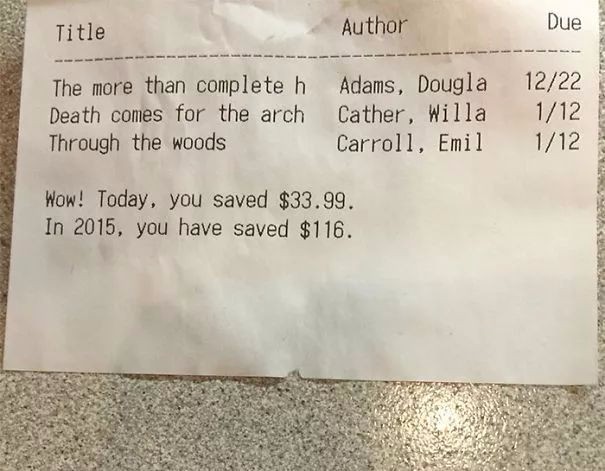 Title Author Due
The more than complete h Adams, Dougla 12/22
Death comes for the arch Cather, Willa 1/12
Through the woods Carroll, Emil 1/12
Wow! Today, you saved $33.99.
In 2015, you have saved $116.